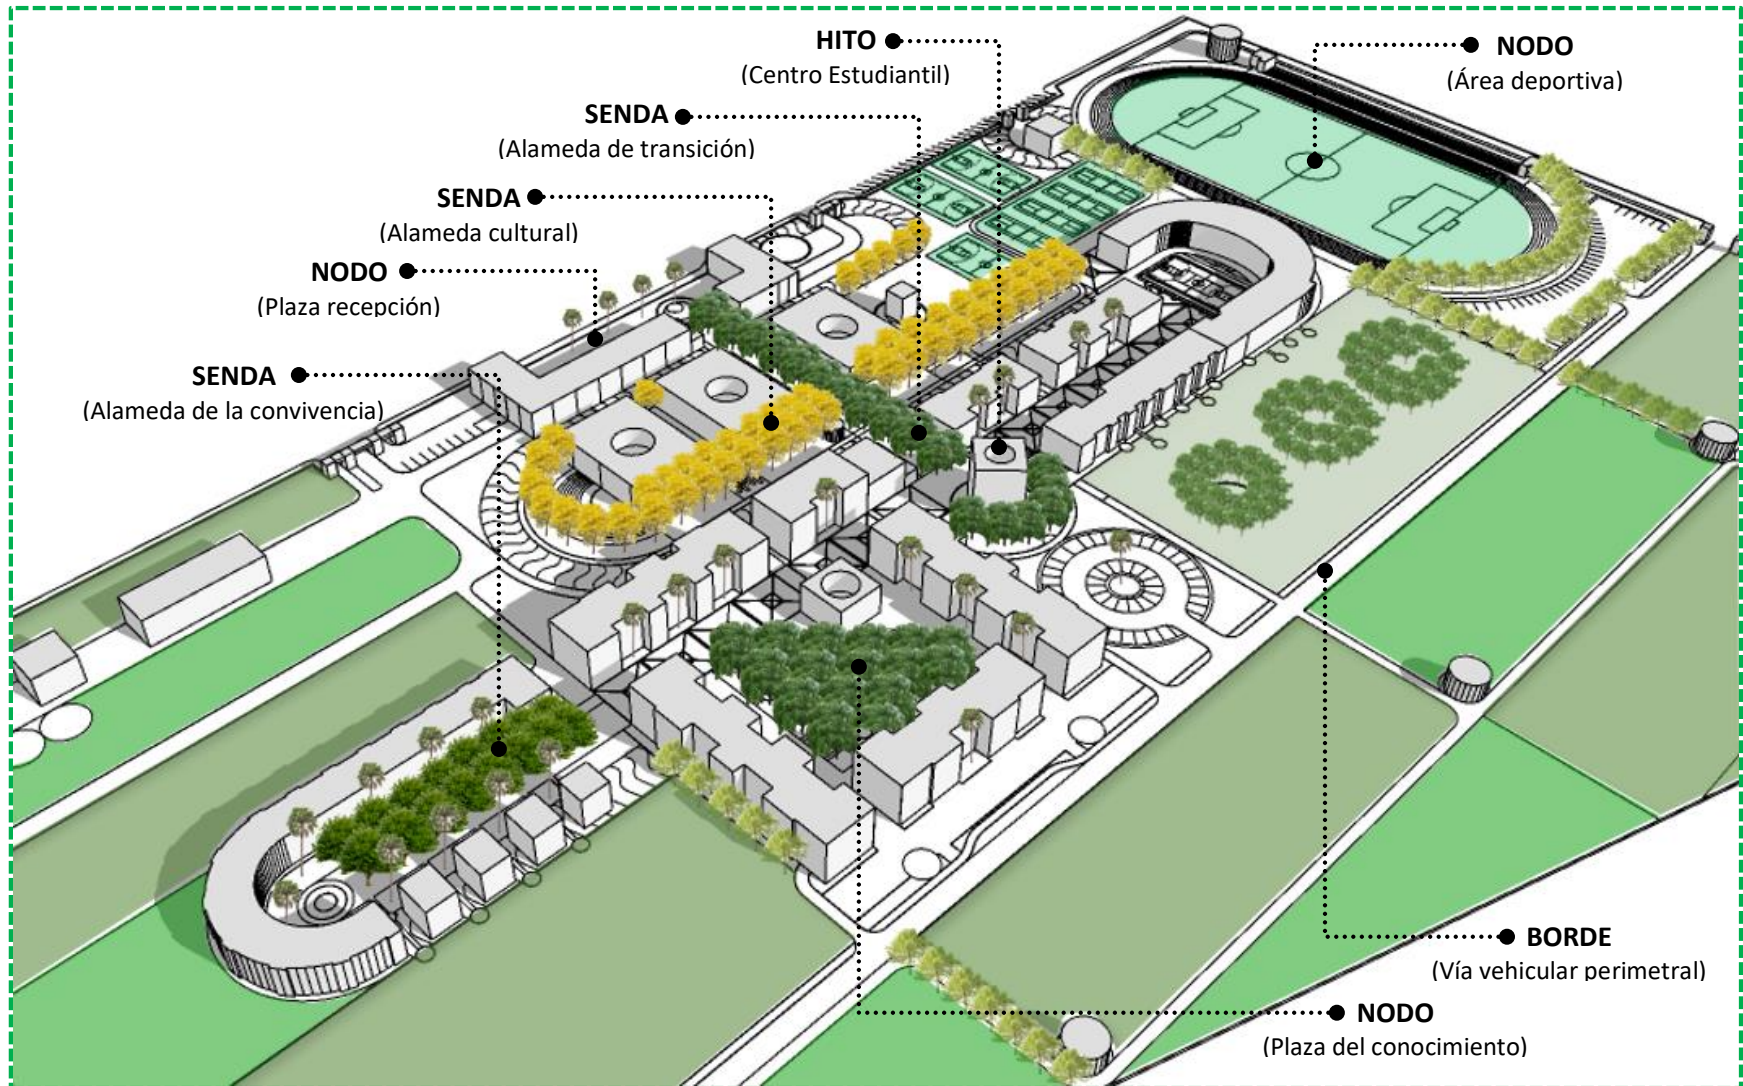 HITO
(Centro Estudiantil)
NODO
(Área deportiva)
SENDA
(Alameda de transición)
SENDA
(Alameda cultural)
NODO
(Plaza recepción)
SENDA
(Alameda de la convivencia)
BORDE
(Vía vehicular perimetral)
NODO
(Plaza del conocimiento)